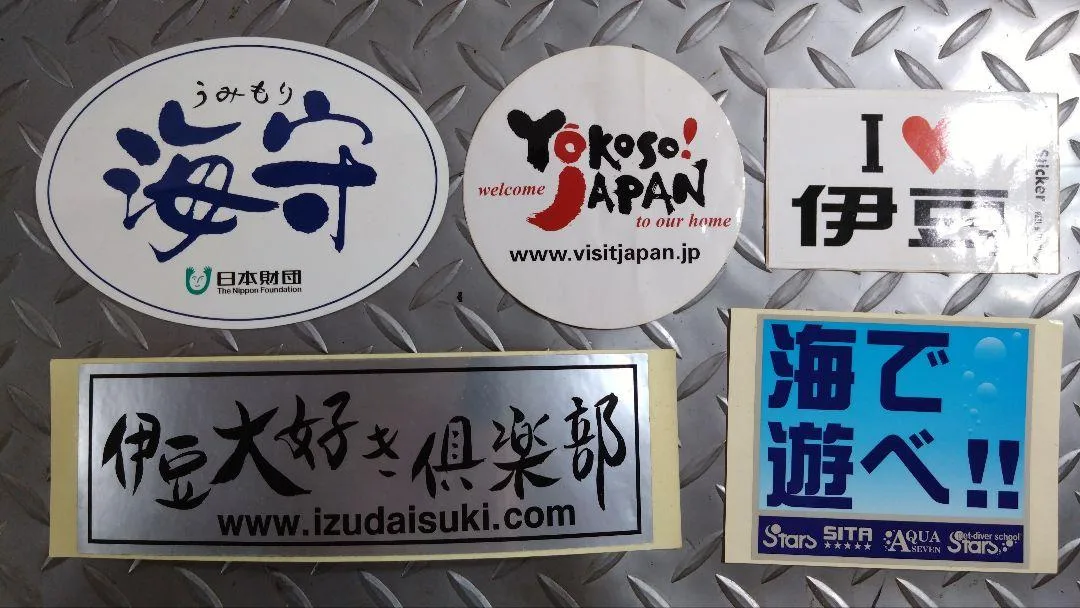 うみもり
海守
日本財団
The Nippon Foundation
YŌKOSO!
welcome
JAPAN
to our home
www.visitjapan.jp
I ♥
伊豆
sticker
伊豆大好き倶楽部
www.izudaisuki.com
海で
遊べ!!
Stars SITA ★★★★★ AQUA SEVEN Stars